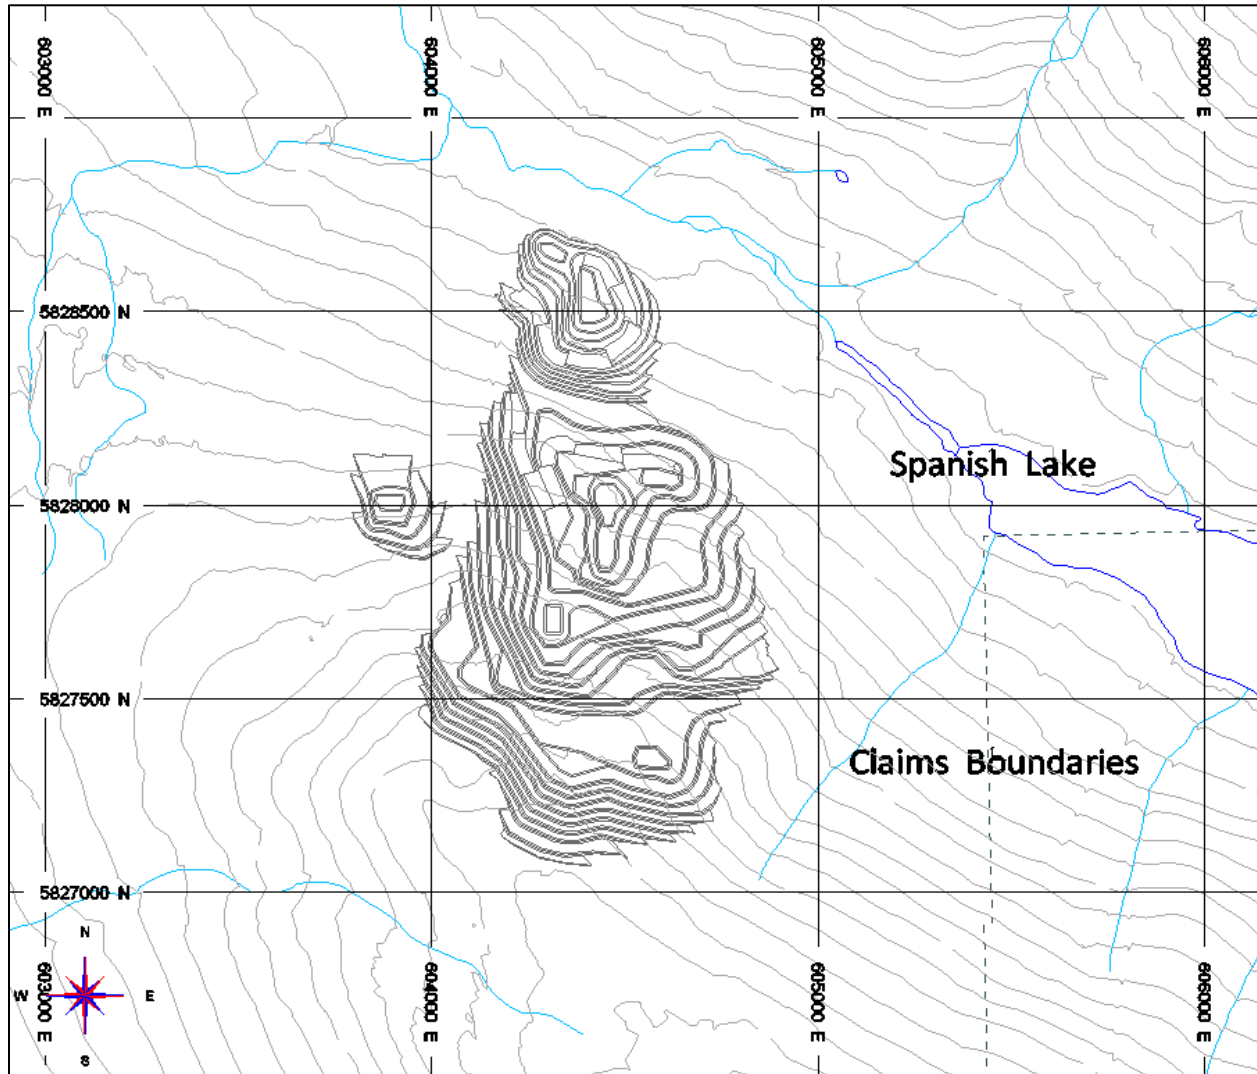 603000 E
604000 E
605000 E
606000 E
5828500 N
Spanish Lake
5828000 N
5827500 N
Claims Boundaries
5827000 N
N
W
E
S
603000 E
604000 E
605000 E
606000 E